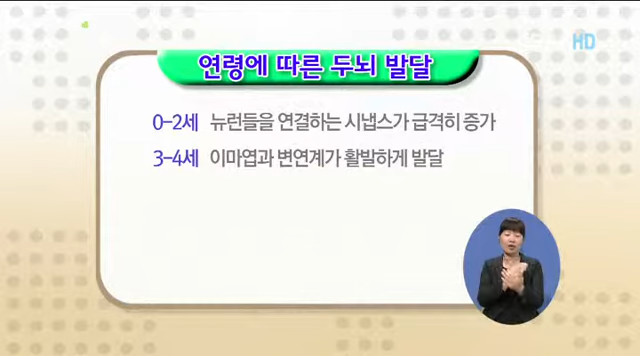 HD
연령에 따른 두뇌 발달
0-2세 뉴런들을 연결하는 시냅스가 급격히 증가
3-4세 이마엽과 변연계가 활발하게 발달